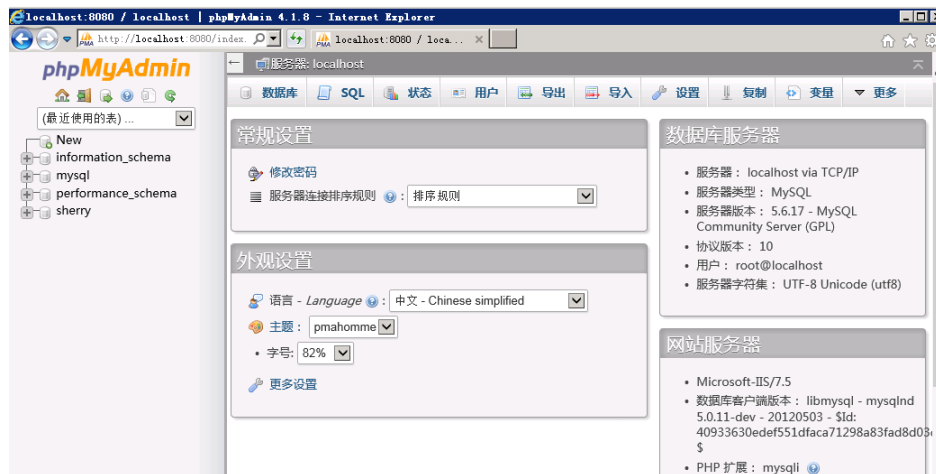 localhost:8080 / localhost | phpMyAdmin 4.1.8 - Internet Explorer
http://localhost:8080/index.
localhost:8080 / loca...
phpMyAdmin
(最近使用的表) ...
New
information_schema
mysql
performance_schema
sherry
服务器: localhost
数据库 SQL 状态 用户 导出 导入 设置 复制 变量 更多
常规设置
修改密码
服务器连接排序规则 : 排序规则
外观设置
语言 - Language : 中文 - Chinese simplified
主题 : pmahomme
字号: 82%
更多设置
数据库服务器
服务器 : localhost via TCP/IP
服务器类型 : MySQL
服务器版本 : 5.6.17 - MySQL
Community Server (GPL)
协议版本 : 10
用户 : root@localhost
服务器字符集 : UTF-8 Unicode (utf8)
网站服务器
Microsoft-IIS/7.5
数据库客户端版本 : libmysql - mysqlnd
5.0.11-dev - 20120503 - $Id:
40933630edef551dfaca71298a83fad8d03
$
PHP 扩展 : mysqli